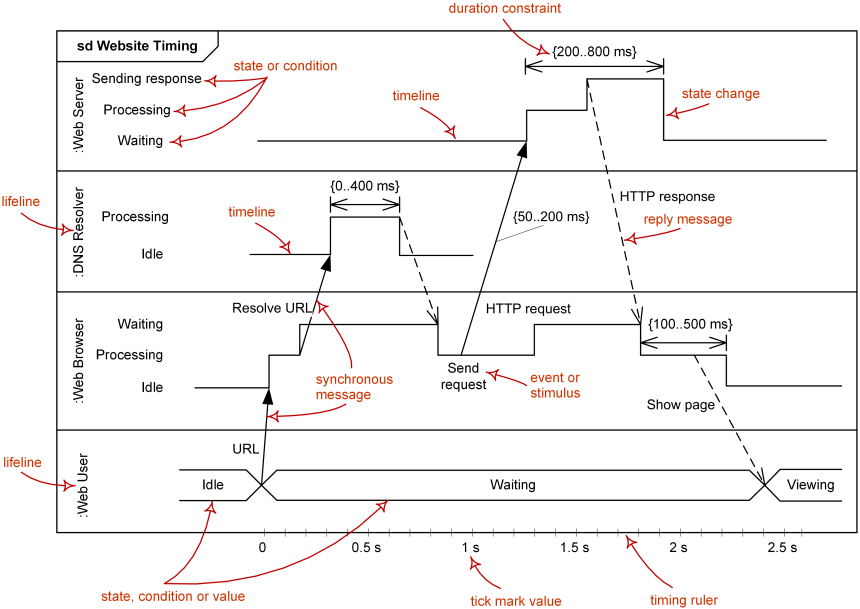 duration constraint
sd Website Timing
{200..800 ms}
state or condition
Sending response
timeline
state change
Processing
Waiting
:Web Server
{0..400 ms}
HTTP response
lifeline
Processing
timeline
{50..200 ms}
reply message
Idle
:DNS Resolver
Resolve URL
HTTP request
Waiting
{100..500 ms}
Processing
Send
request
synchronous
message
event or
stimulus
Idle
Show page
:Web Browser
URL
lifeline
Idle
Waiting
Viewing
:Web User
0
0.5 s
1 s
1.5 s
2 s
2.5 s
state, condition or value
tick mark value
timing ruler